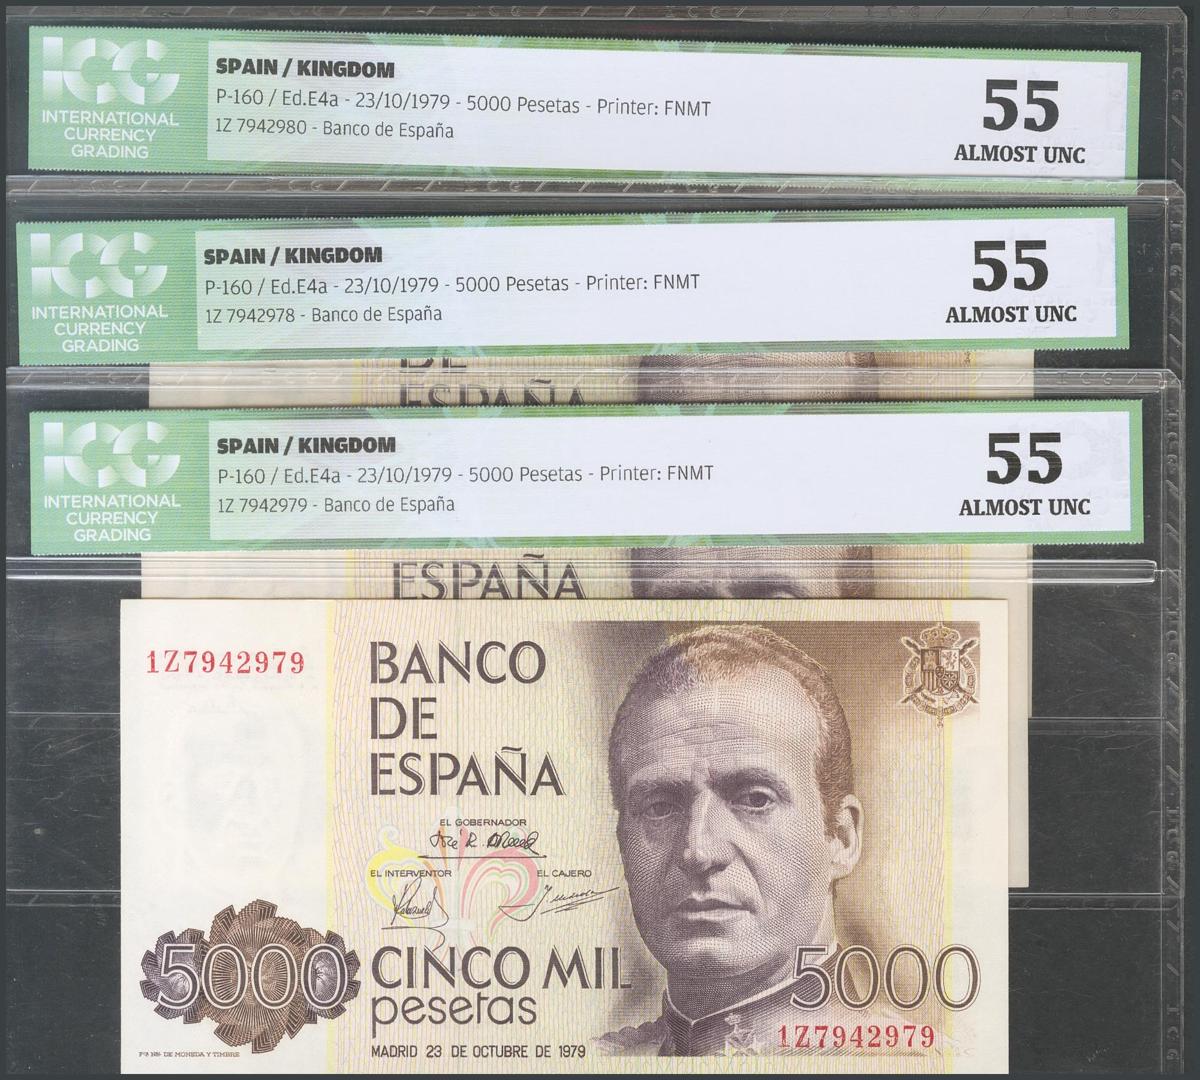 ICG
INTERNATIONAL
CURRENCY
GRADING
SPAIN / KINGDOM
P-160 / Ed.E4a - 23/10/1979 - 5000 Pesetas - Printer: FNMT
1Z 7942980 - Banco de España
55
ALMOST UNC
ICG
INTERNATIONAL
CURRENCY
GRADING
SPAIN / KINGDOM
P-160 / Ed.E4a - 23/10/1979 - 5000 Pesetas - Printer: FNMT
1Z 7942978 - Banco de España
55
ALMOST UNC
DE
ESPAÑA
ICG
INTERNATIONAL
CURRENCY
GRADING
SPAIN / KINGDOM
P-160 / Ed.E4a - 23/10/1979 - 5000 Pesetas - Printer: FNMT
1Z 7942979 - Banco de España
55
ALMOST UNC
ESPAÑA
1Z7942979
BANCO
DE
ESPAÑA
EL GOBERNADOR
EL INTERVENTOR
EL CAJERO
5000
CINCO MIL
pesetas
5000
1Z7942979
MADRID 23 DE OCTUBRE DE 1979
DE MONEDA Y TIMBRE